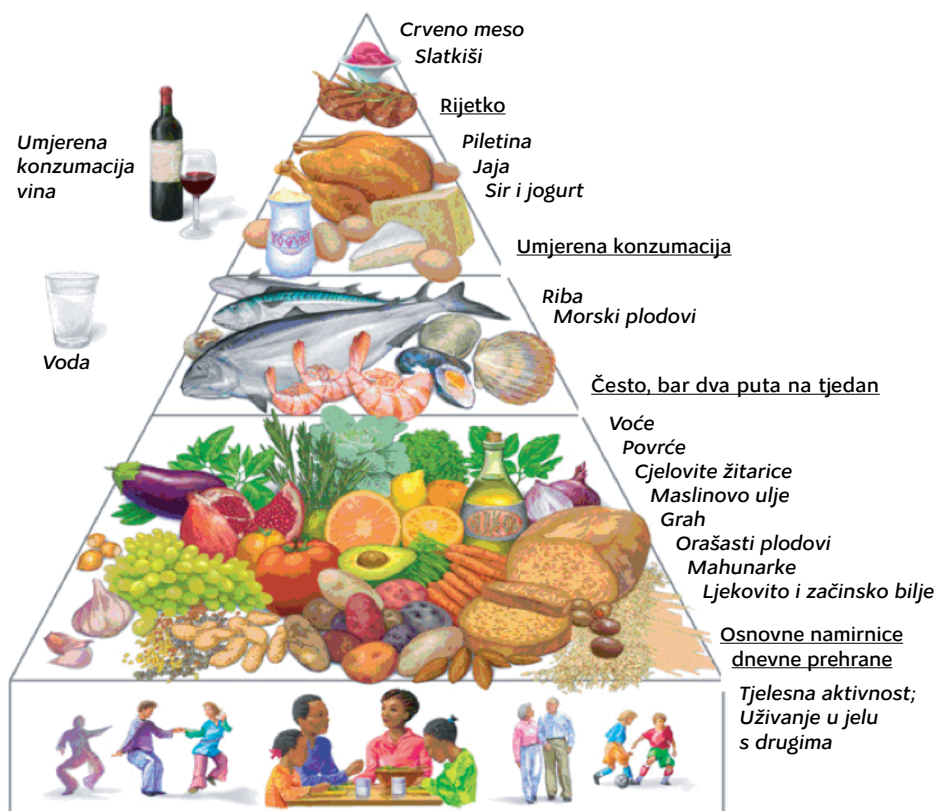 Crveno meso
Slatkiši
Rijetko
Umjerena
konzumacija
vina
Piletina
Jaja
Sir i jogurt
Umjerena konzumacija
Voda
Riba
Morski plodovi
Često, bar dva puta na tjedan
Voće
Povrće
Cjelovite žitarice
Maslinovo ulje
Grah
Orašasti plodovi
Mahunarke
Ljekovito i začinsko bilje
Osnovne namirnice
dnevne prehrane
Tjelesna aktivnost;
Uživanje u jelu
s drugima